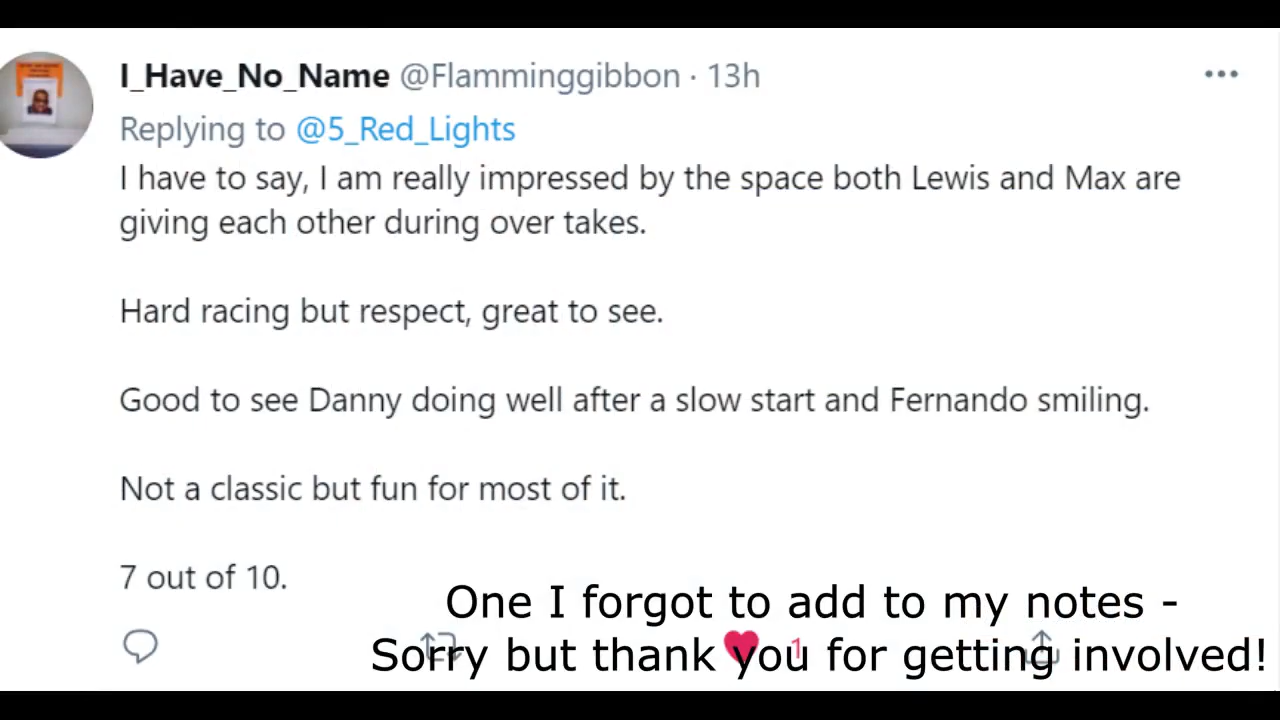 I_Have_No_Name @Flamminggibbon · 13h
Replying to @5_Red_Lights
I have to say, I am really impressed by the space both Lewis and Max are
giving each other during over takes.
Hard racing but respect, great to see.
Good to see Danny doing well after a slow start and Fernando smiling.
Not a classic but fun for most of it.
7 out of 10.
One I forgot to add to my notes -
Sorry but thank you for getting involved!
1